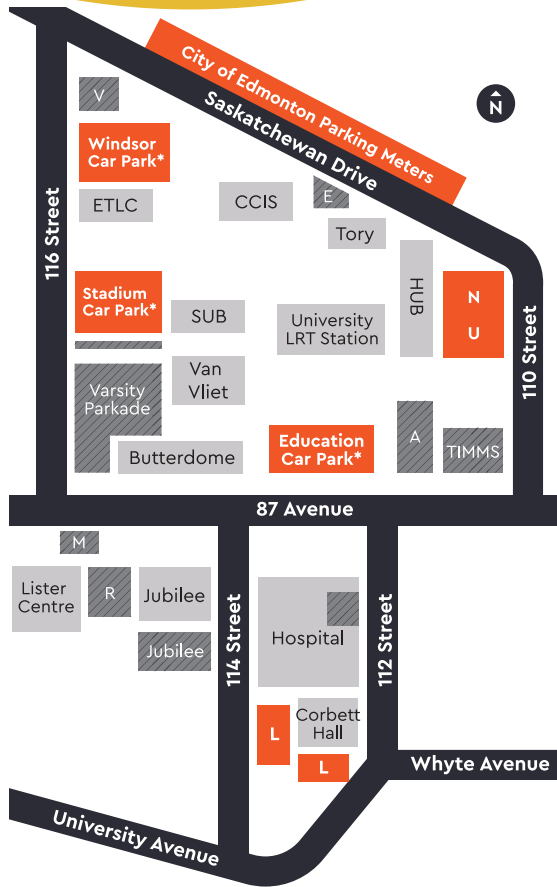 City of Edmonton Parking Meters
Saskatchewan Drive
N
V
Windsor
Car Park*
ETLC
CCIS
E
Tory
116 Street
HUB
N
U
110 Street
Stadium
Car Park*
SUB
University
LRT Station
Van
Vliet
Varsity
Parkade
Butterdome
Education
Car Park*
A
TIMMS
87 Avenue
M
Lister
Centre
R
Jubilee
Jubilee
114 Street
Hospital
112 Street
Corbett
Hall
L
L
Whyte Avenue
University Avenue